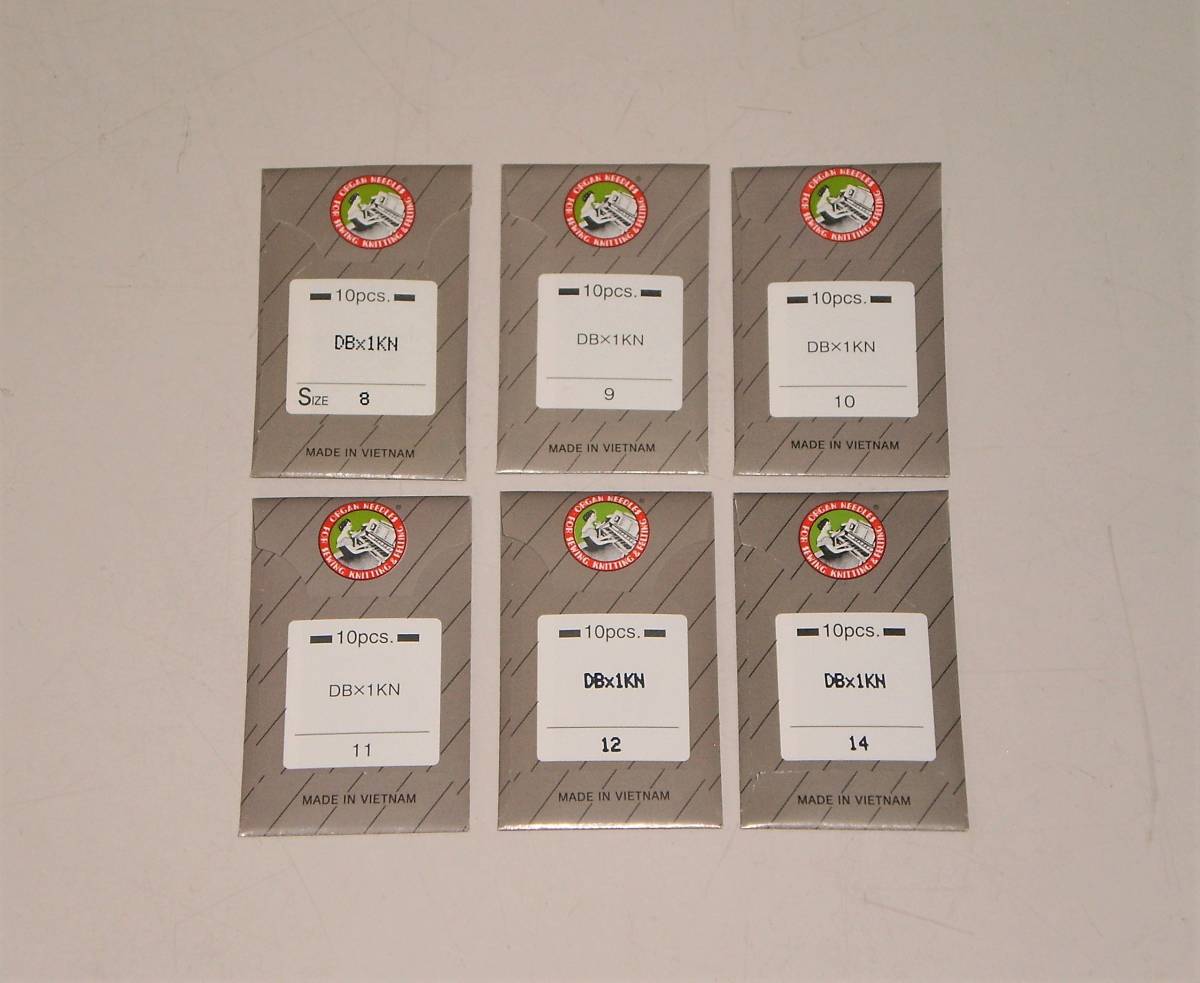 ORGAN NEEDLES
FOR SEWING KNITTING & FELTING
10pcs.
DB×1KN
SIZE 8
MADE IN VIETNAM
ORGAN NEEDLES
FOR SEWING KNITTING & FELTING
10pcs.
DB×1KN
9
MADE IN VIETNAM
ORGAN NEEDLES
FOR SEWING KNITTING & FELTING
10pcs.
DB×1KN
10
MADE IN VIETNAM
ORGAN NEEDLES
FOR SEWING KNITTING & FELTING
10pcs.
DB×1KN
11
MADE IN VIETNAM
ORGAN NEEDLES
FOR SEWING KNITTING & FELTING
10pcs.
DB×1KN
12
MADE IN VIETNAM
ORGAN NEEDLES
FOR SEWING KNITTING & FELTING
10pcs.
DB×1KN
14
MADE IN VIETNAM